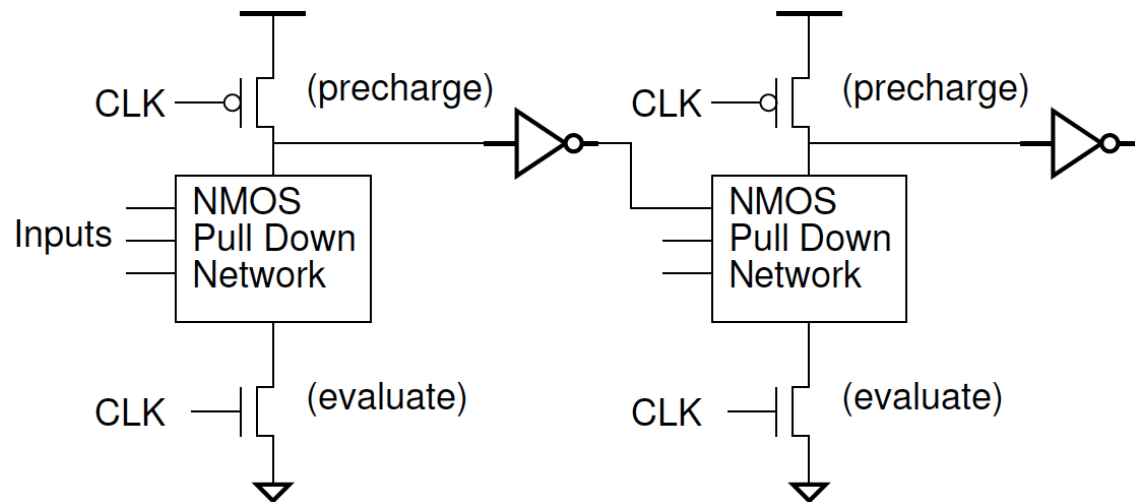 (precharge)
CLK
NMOS
Inputs
Pull Down
Network
(evaluate)
CLK
(precharge)
CLK
NMOS
Pull Down
Network
(evaluate)
CLK